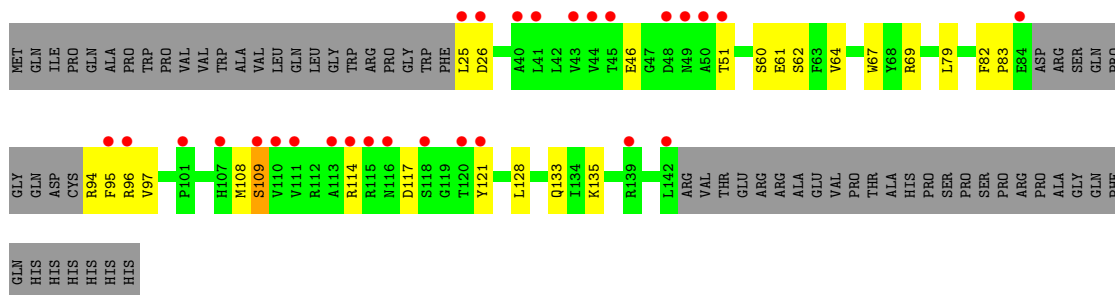 MET GLN ILE PRO GLN ALA PRO TRP PRO VAL VAL TRP ALA VAL LEU GLN LEU GLY TRP ARG PRO GLY TRP PHE L25 D26 A40 L41 L42 V43 V44 T45 E46 G47 D48 N49 A50 T51 S60 E61 S62 F63 V64 W67 Y68 R69 L79 F82 P83 E84 ASP ARG SER GLN PRO
GLY GLN ASP CYS R94 F95 R96 V97 P101 H107 M108 S109 V110 V111 R112 A113 R114 R115 N116 D117 S118 G119 T120 Y121 L128 Q133 I134 K135 R139 L142 ARG VAL THR GLU ARG ARG ALA GLU VAL PRO THR ALA HIS PRO SER PRO SER PRO ARG PRO ALA GLY GLN PHE
GLN HIS HIS HIS HIS HIS HIS